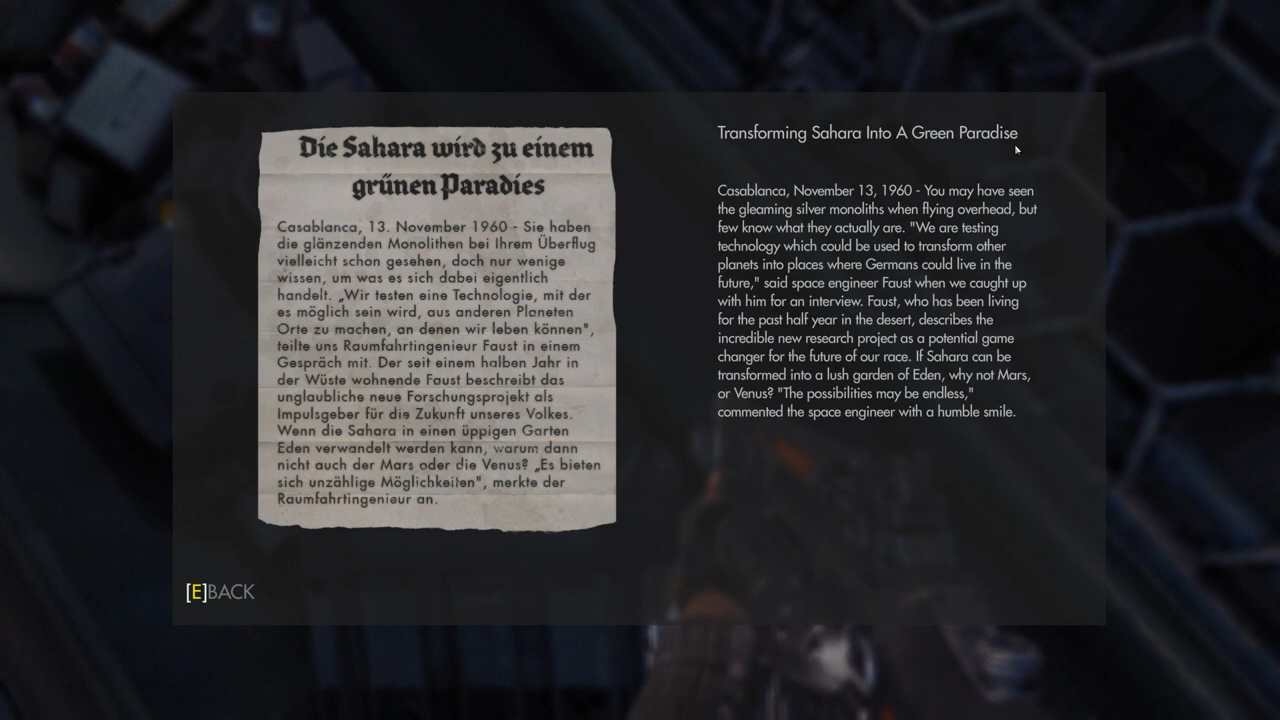 Die Sahara wird zu einem
grünen Paradies
Casablanca, 13. November 1960 - Sie haben
die glänzenden Monolithen bei Ihrem Überflug
vielleicht schon gesehen, doch nur wenige
wissen, um was es sich dabei eigentlich
handelt. „Wir testen eine Technologie, mit der
es möglich sein wird, aus anderen Planeten
Orte zu machen, an denen wir leben können",
teilte uns Raumfahrtingenieur Faust in einem
Gespräch mit. Der seit einem halben Jahr in
der Wüste wohnende Faust beschreibt das
unglaubliche neue Forschungsprojekt als
Impulsgeber für die Zukunft unseres Volkes.
Wenn die Sahara in einen üppigen Garten
Eden verwandelt werden kann, warum dann
nicht auch der Mars oder die Venus? „Es bieten
sich unzählige Möglichkeiten", merkte der
Raumfahrtingenieur an.
Transforming Sahara Into A Green Paradise
Casablanca, November 13, 1960 - You may have seen
the gleaming silver monoliths when flying overhead, but
few know what they actually are. "We are testing
technology which could be used to transform other
planets into places where Germans could live in the
future," said space engineer Faust when we caught up
with him for an interview. Faust, who has been living
for the past half year in the desert, describes the
incredible new research project as a potential game
changer for the future of our race. If Sahara can be
transformed into a lush garden of Eden, why not Mars,
or Venus? "The possibilities may be endless,"
commented the space engineer with a humble smile.
[E]BACK